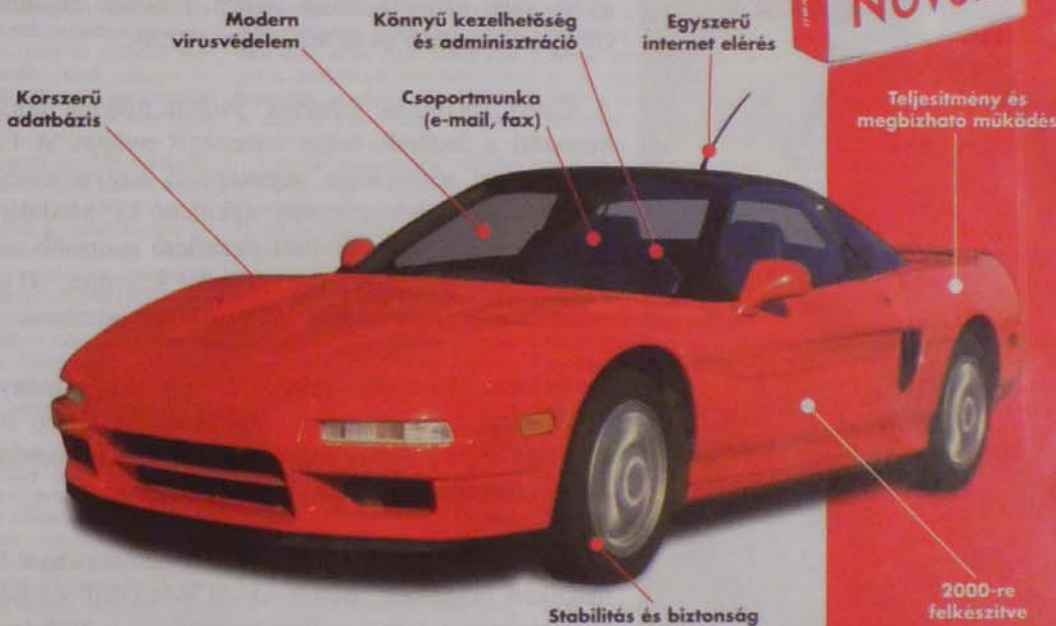 Modern
vírusvédelem
Könnyű kezelhetőség
és adminisztráció
Egyszerű
internet elérés
Korszerű
adatbázis
Csoportmunka
(e-mail, fax)
Teljesítmény és
megbízható működés
Stabilitás és biztonság
2000-re
felkészítve